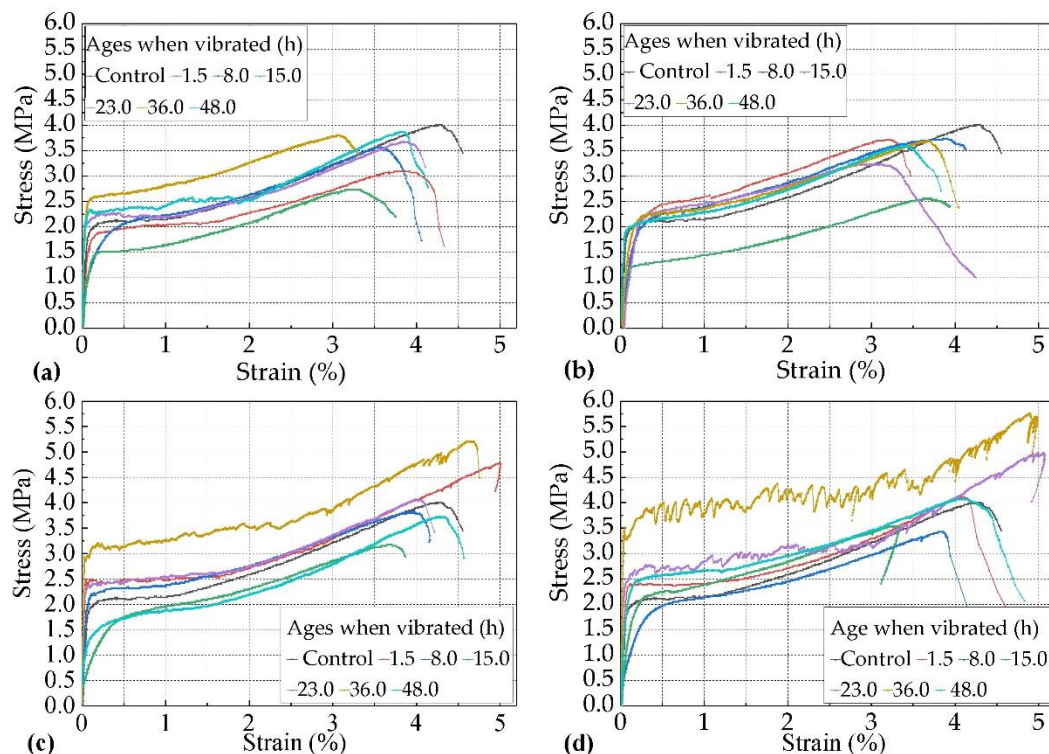 6.0
5.5
5.0
4.5
4.0
3.5
3.0
2.5
2.0
1.5
1.0
0.5
0.0
Stress (MPa)
Ages when vibrated (h)
Control 1.5 8.0 15.0
23.0 36.0 48.0
0 1 2 3 4 5
(a) Strain (%)
6.0
5.5
5.0
4.5
4.0
3.5
3.0
2.5
2.0
1.5
1.0
0.5
0.0
Stress (MPa)
Ages when vibrated (h)
Control 1.5 8.0 15.0
23.0 36.0 48.0
0 1 2 3 4 5
(b) Strain (%)
6.0
5.5
5.0
4.5
4.0
3.5
3.0
2.5
2.0
1.5
1.0
0.5
0.0
Stress (MPa)
Ages when vibrated (h)
Control 1.5 8.0 15.0
23.0 36.0 48.0
0 1 2 3 4 5
(c) Strain (%)
6.0
5.5
5.0
4.5
4.0
3.5
3.0
2.5
2.0
1.5
1.0
0.5
0.0
Stress (MPa)
Age when vibrated (h)
Control 1.5 8.0 15.0
23.0 36.0 48.0
0 1 2 3 4 5
(d) Strain (%)